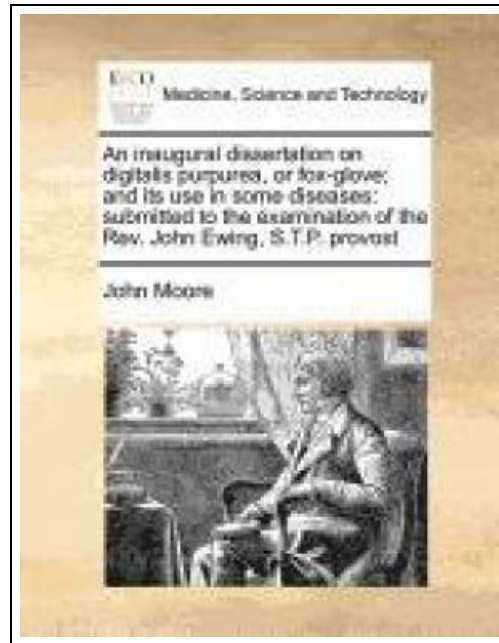 ECCO
Medicine, Science and Technology
An inaugural dissertation on
digitalis purpurea, or fox-glove;
and its use in some diseases:
submitted to the examination of the
Rev. John Ewing, S.T.P. provost
John Moore